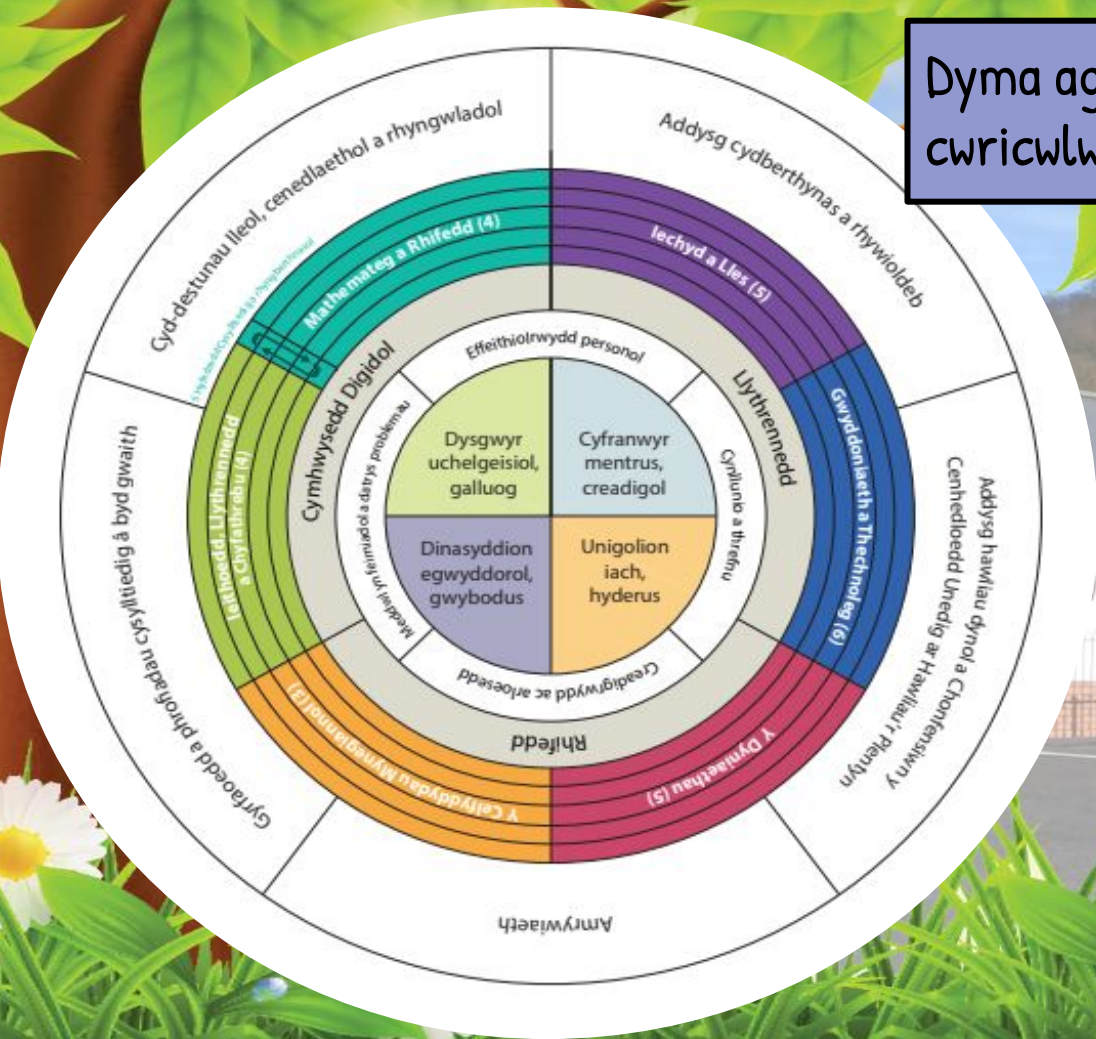 Dyma ag
cwricwlw
Cyd-destunau lleol, cenedlaethol a rhyngwladol
Addysg cydberthynas a rhywioldeb
Addysg hawliau dynol a Chonfensiwn y
Cenhedloedd Unedig ar Hawliau'r Plentyn
Amrywiaeth
Gyrfaoedd a phrofiadau cysylltiedig â byd gwaith
Mathemateg a Rhifedd (4)
Iechyd a Lles (5)
Gwyddoniaeth a Thechnoleg (6)
Y Dyniaethau (5)
Y Celfyddydau Mynegiannol (3)
Ieithoedd, Llythrennedd
a Chyfathrebu (4)
Cymhwysedd Digidol
Llythrennedd
Rhifedd
Effeithiolrwydd personol
Cynllunio a threfnu
Creadigrwydd ac arloesedd
Meddwl yn feirniadol a datrys problemau
Dysgwyr
uchelgeisiol,
galluog
Cyfranwyr
mentrus,
creadigol
Dinasyddion
egwyddorol,
gwybodus
Unigolion
iach,
hyderus